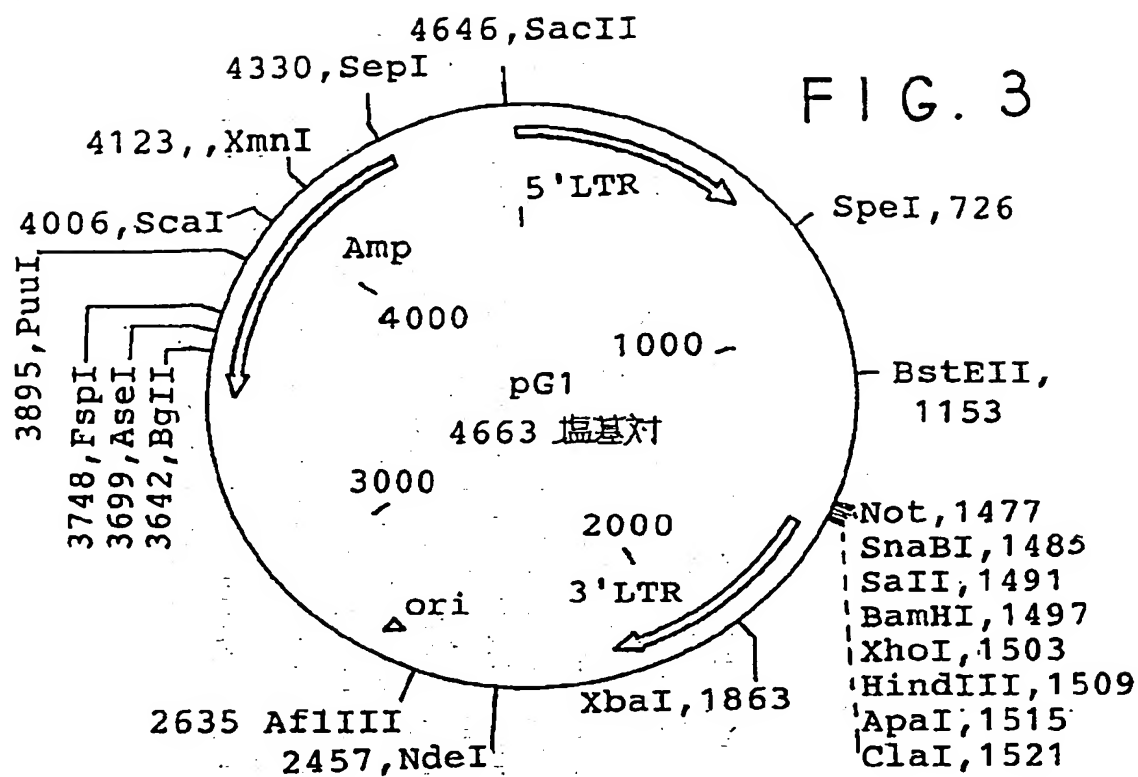 4646,SacII
4330,SepI
FIG. 3
4123,,XmnI
5'LTR
SpeI,726
4006,ScaI
Amp
3895,PuuI
4000
1000
BstEII,
1153
pG1
4663 塩基対
3748,FspI
3699,AseI
3642,BgII
3000
2000
Not,1477
SnaBI,1485
SaII,1491
BamHI,1497
XhoI,1503
HindIII,1509
ApaI,1515
ClaI,1521
3'LTR
ori
XbaI,1863
2635 AflIII
2457,NdeI